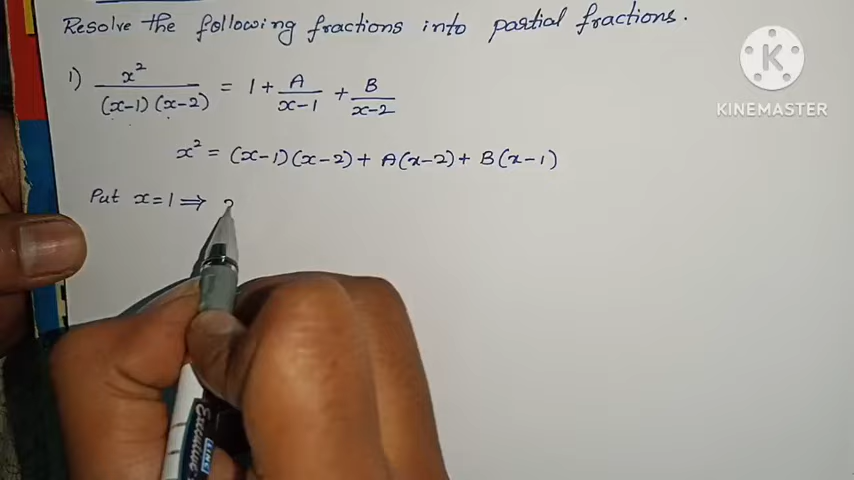 Resolve the following fractions into partial fractions.
1) x²/(x-1)(x-2) = 1 + A/x-1 + B/x-2
x² = (x-1)(x-2) + A(x-2) + B(x-1)
Put x=1 ⇒
K
KINEMASTER